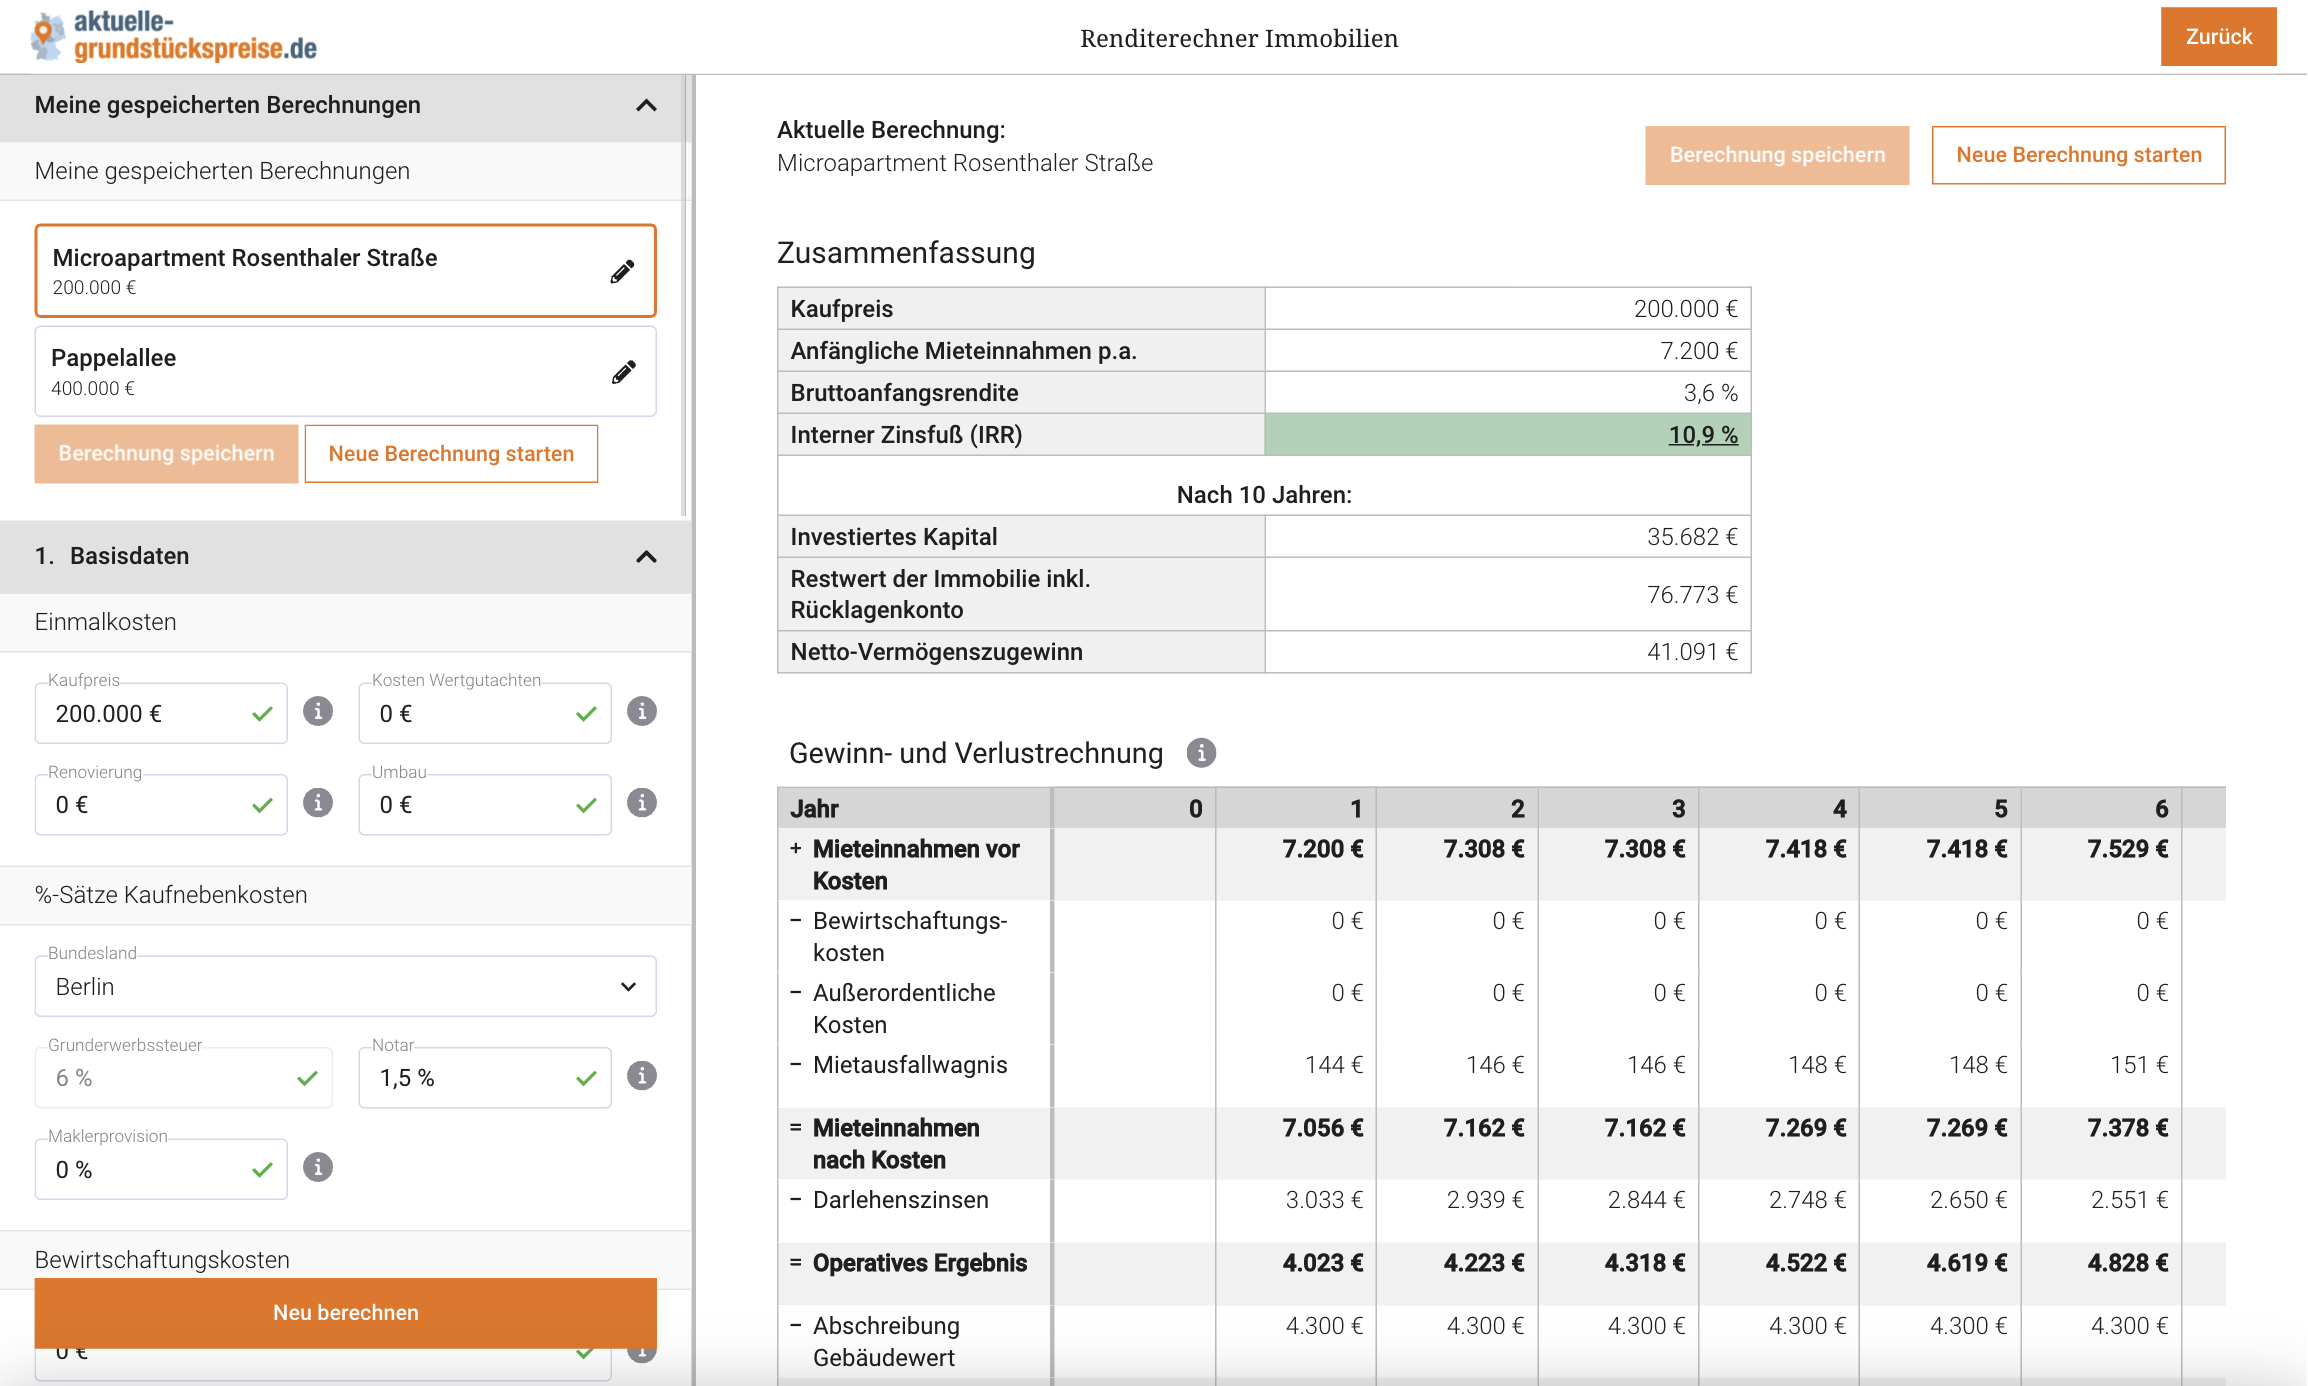 aktuelle-
grundstückspreise.de
Renditerechner Immobilien
Zurück
Meine gespeicherten Berechnungen
Meine gespeicherten Berechnungen
Microapartment Rosenthaler Straße
200.000 €
Pappelallee
400.000 €
Berechnung speichern
Neue Berechnung starten
1. Basisdaten
Einmalkosten
Kaufpreis
200.000 €
Kosten Wertgutachten
0 €
Renovierung
0 €
Umbau
0 €
%-Sätze Kaufnebenkosten
Bundesland
Berlin
Grunderwerbssteuer
6 %
Notar
1,5 %
Maklerprovision
0 %
Bewirtschaftungskosten
Neu berechnen
0 €
Aktuelle Berechnung:
Microapartment Rosenthaler Straße
Berechnung speichern
Neue Berechnung starten
Zusammenfassung
Kaufpreis 200.000 €
Anfängliche Mieteinnahmen p.a. 7.200 €
Bruttoanfangsrendite 3,6 %
Interner Zinsfuß (IRR) 10,9 %
Nach 10 Jahren:
Investiertes Kapital 35.682 €
Restwert der Immobilie inkl.
Rücklagenkonto 76.773 €
Netto-Vermögenszugewinn 41.091 €
Gewinn- und Verlustrechnung
Jahr 0 1 2 3 4 5 6
+ Mieteinnahmen vor 7.200 € 7.308 € 7.308 € 7.418 € 7.418 € 7.529 €
Kosten
− Bewirtschaftungs- 0 € 0 € 0 € 0 € 0 € 0 €
kosten
− Außerordentliche 0 € 0 € 0 € 0 € 0 € 0 €
Kosten
− Mietausfallwagnis 144 € 146 € 146 € 148 € 148 € 151 €
= Mieteinnahmen 7.056 € 7.162 € 7.162 € 7.269 € 7.269 € 7.378 €
nach Kosten
− Darlehenszinsen 3.033 € 2.939 € 2.844 € 2.748 € 2.650 € 2.551 €
= Operatives Ergebnis 4.023 € 4.223 € 4.318 € 4.522 € 4.619 € 4.828 €
− Abschreibung 4.300 € 4.300 € 4.300 € 4.300 € 4.300 € 4.300 €
Gebäudewert